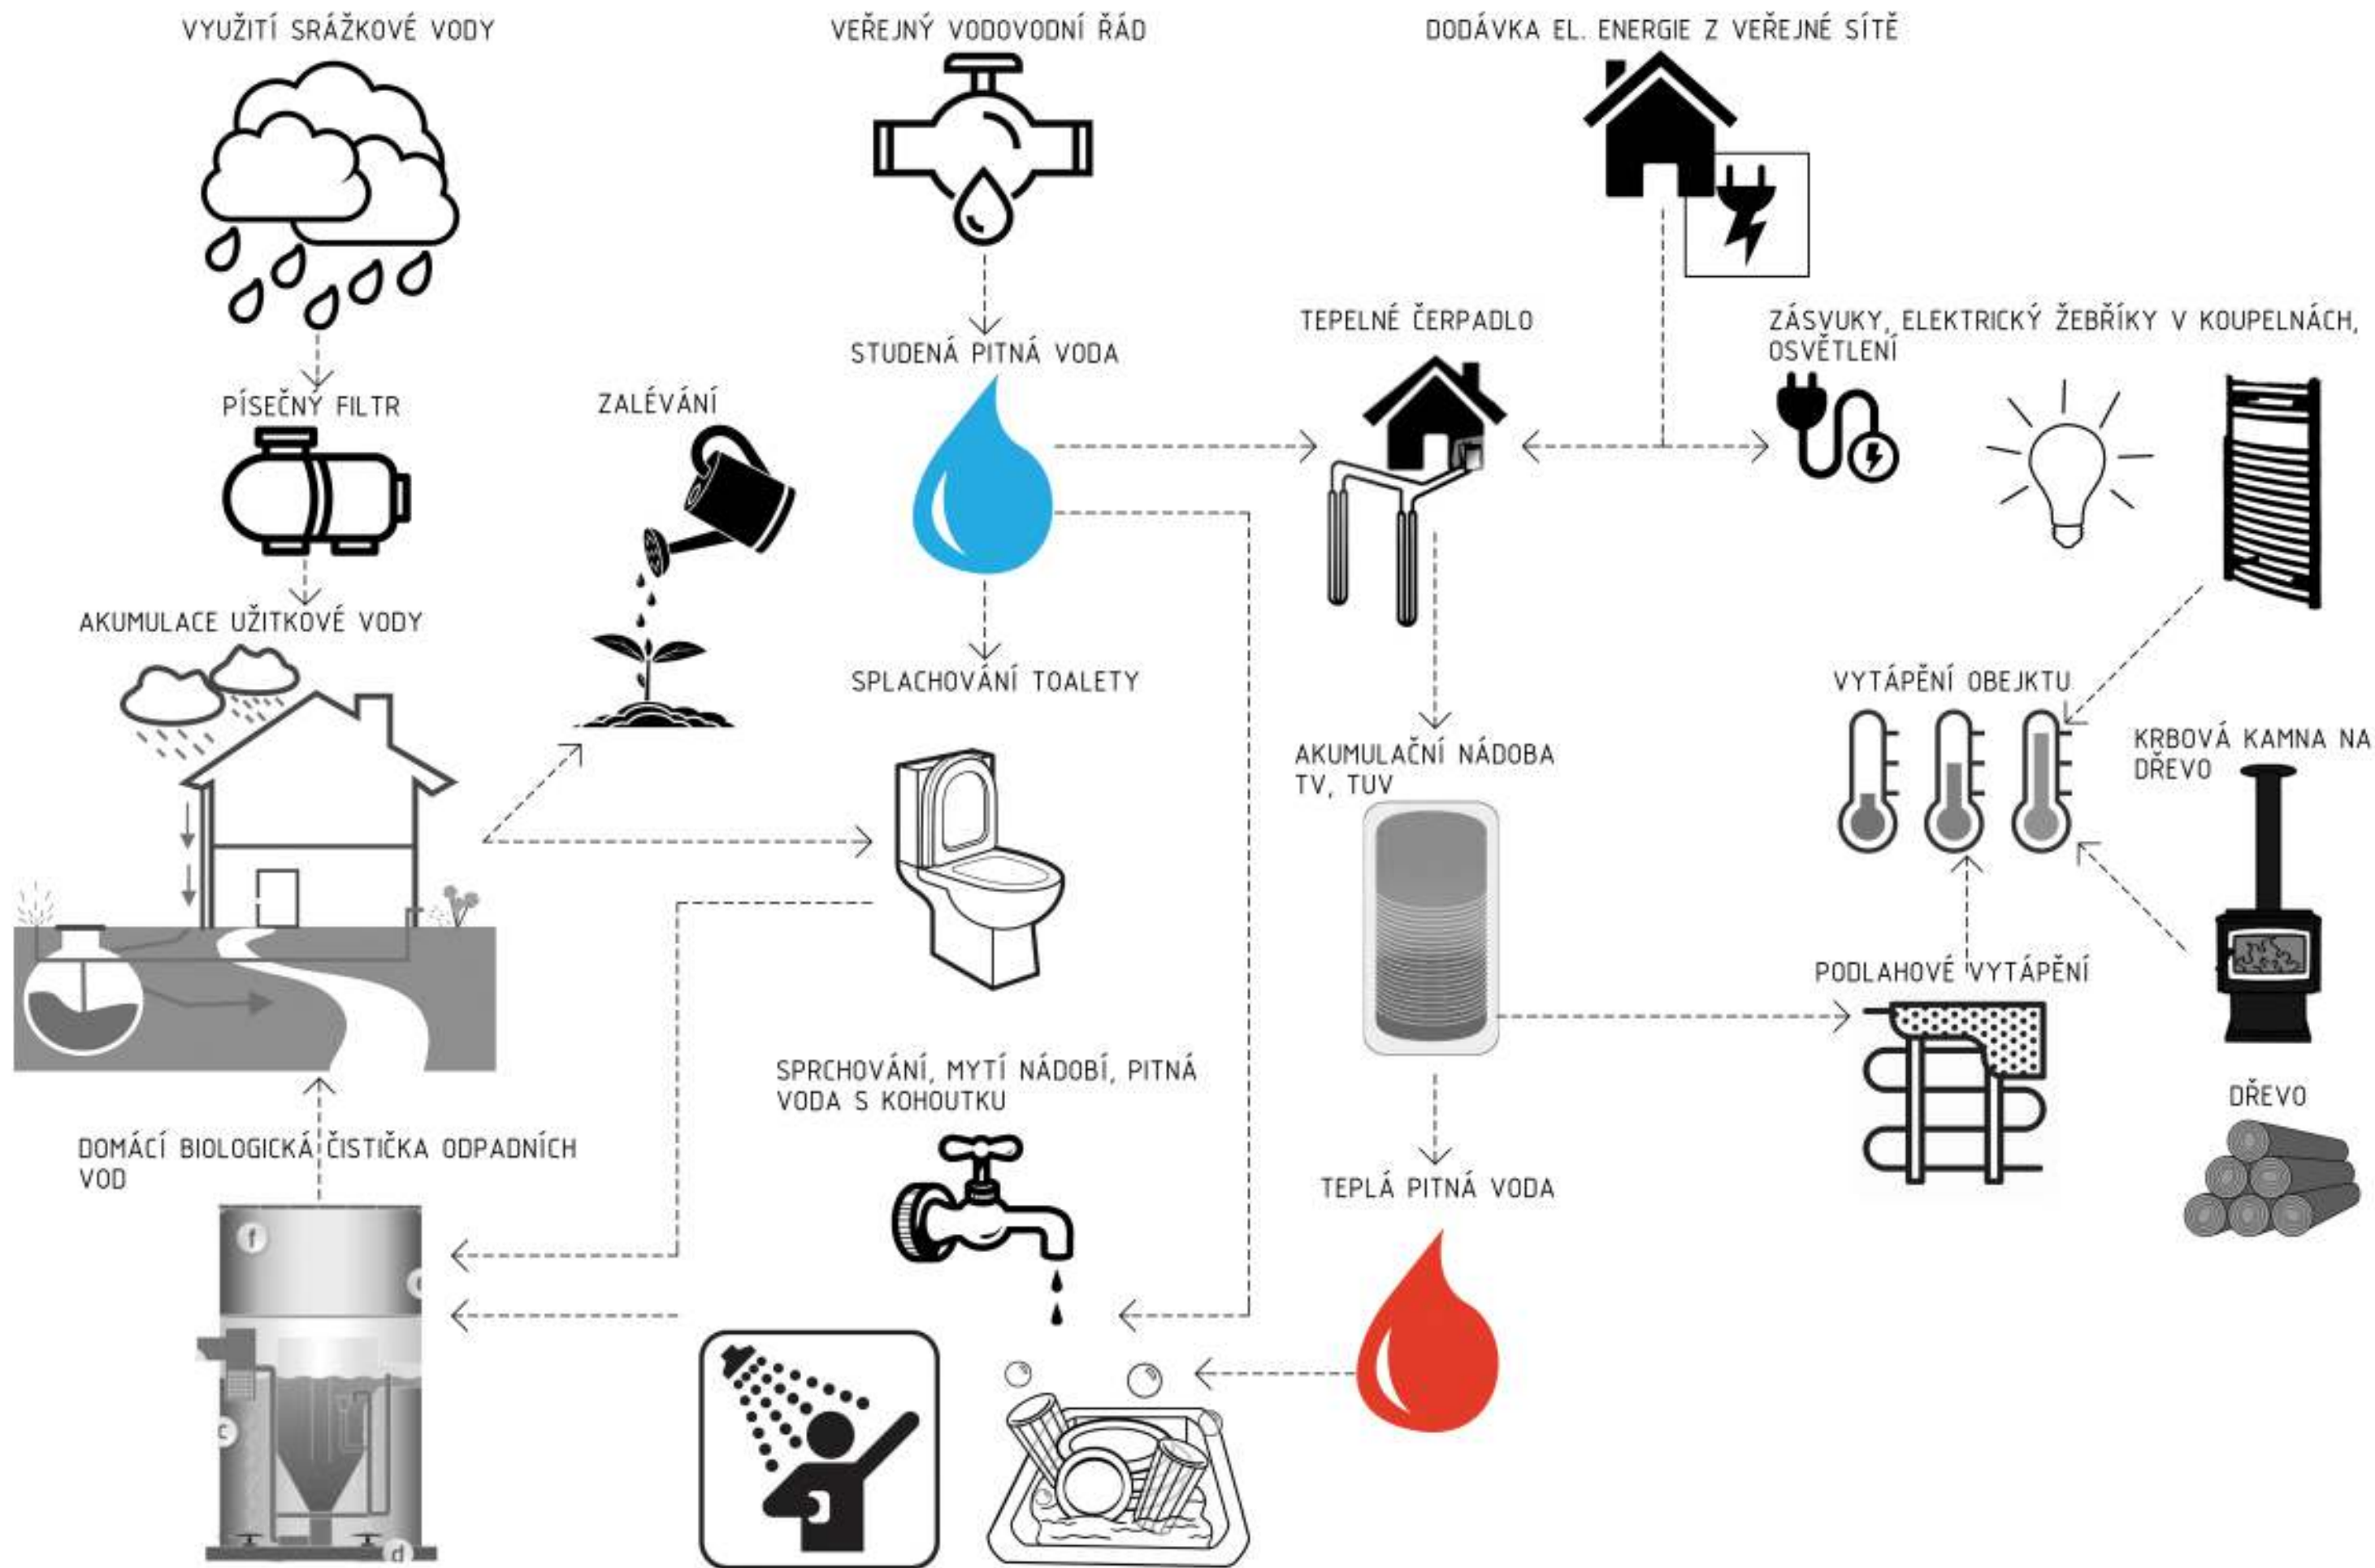 VYUŽITÍ SRÁŽKOVÉ VODY
VEŘEJNÝ VODOVODNÍ ŘÁD
DODÁVKA EL. ENERGIE Z VEŘEJNÉ SÍTĚ
TEPELNÉ ČERPADLO
ZÁSVUKY, ELEKTRICKÝ ŽEBŘÍKY V KOUPELNÁCH,
OSVĚTLENÍ
STUDENÁ PITNÁ VODA
PÍSEČNÝ FILTR
ZALÉVÁNÍ
AKUMULACE UŽITKOVÉ VODY
SPLACHOVÁNÍ TOALETY
VYTÁPĚNÍ OBEJKTU
AKUMULAČNÍ NÁDOBA
TV, TUV
KRBOVÁ KAMNA NA
DŘEVO
PODLAHOVÉ VYTÁPĚNÍ
SPRCHOVÁNÍ, MYTÍ NÁDOBÍ, PITNÁ
VODA S KOHOUTKU
DŘEVO
DOMÁCÍ BIOLOGICKÁ ČISTIČKA ODPADNÍCH
VOD
TEPLÁ PITNÁ VODA
f
c
d